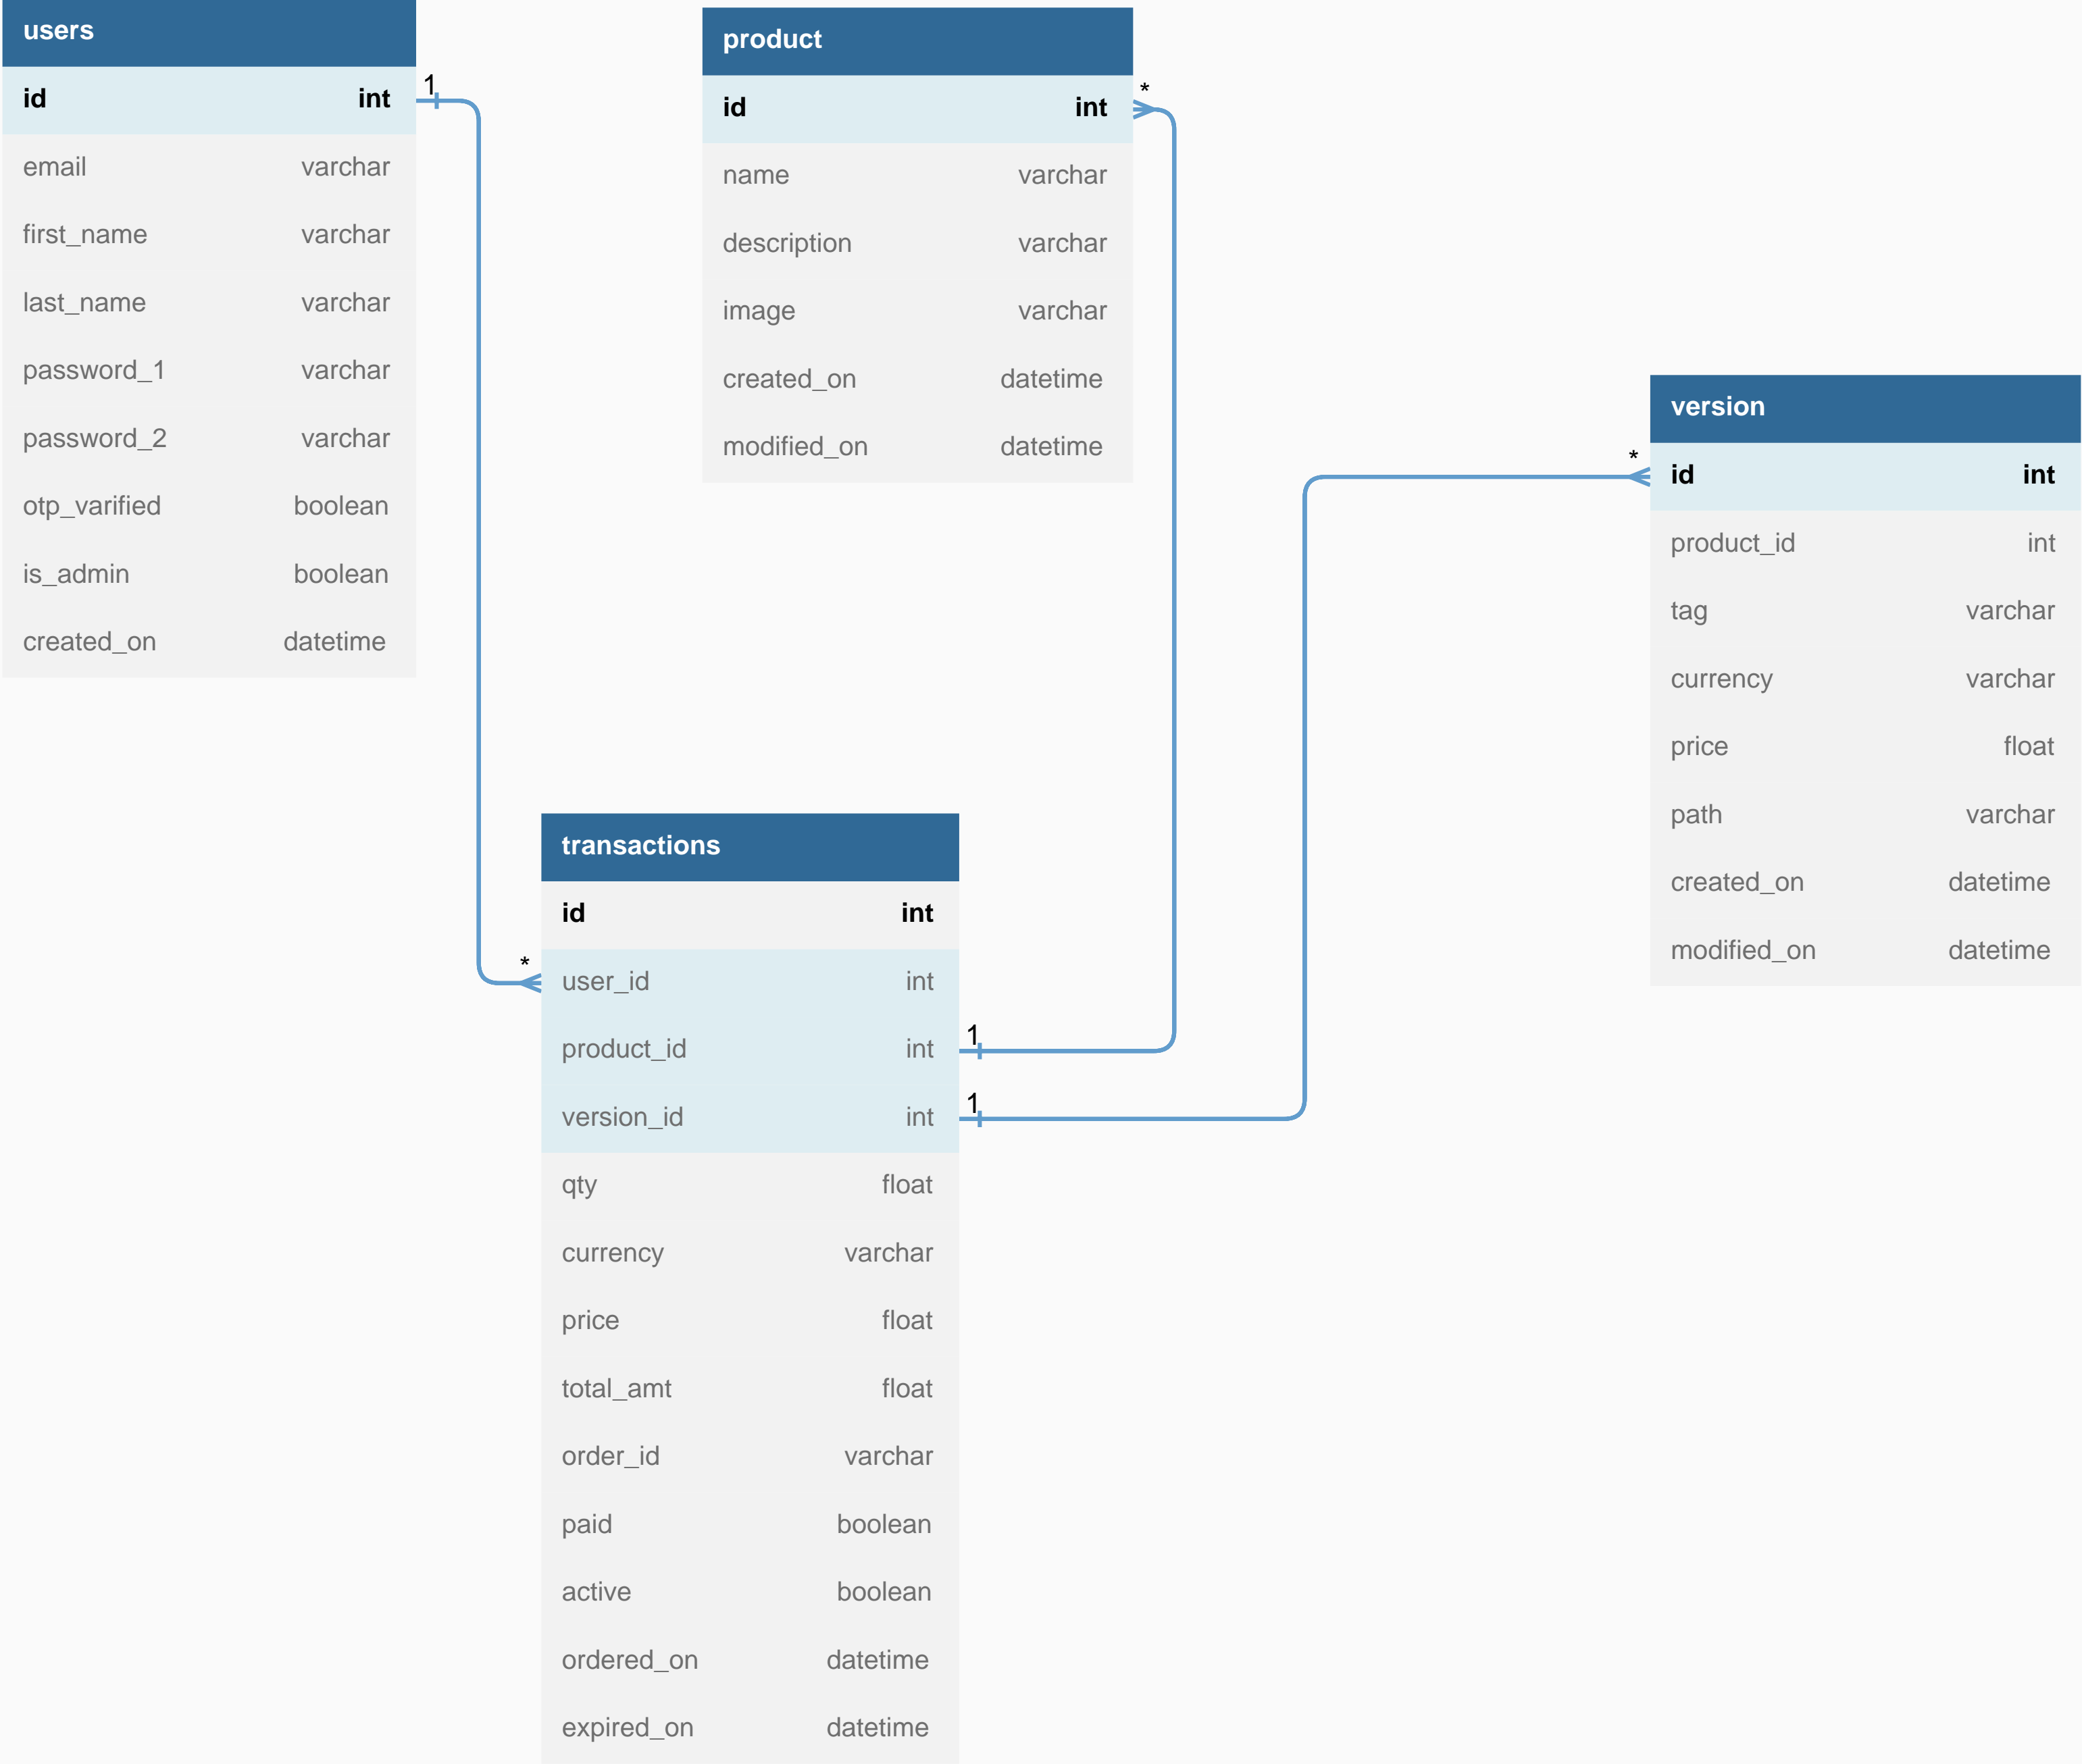 users
id int
email varchar
first_name varchar
last_name varchar
password_1 varchar
password_2 varchar
otp_varified boolean
is_admin boolean
created_on datetime
1
*
product
id int
name varchar
description varchar
image varchar
created_on datetime
modified_on datetime
*
version
id int
product_id int
tag varchar
currency varchar
price float
path varchar
created_on datetime
modified_on datetime
*
transactions
id int
user_id int
product_id int
version_id int
qty float
currency varchar
price float
total_amt float
order_id varchar
paid boolean
active boolean
ordered_on datetime
expired_on datetime
1
1